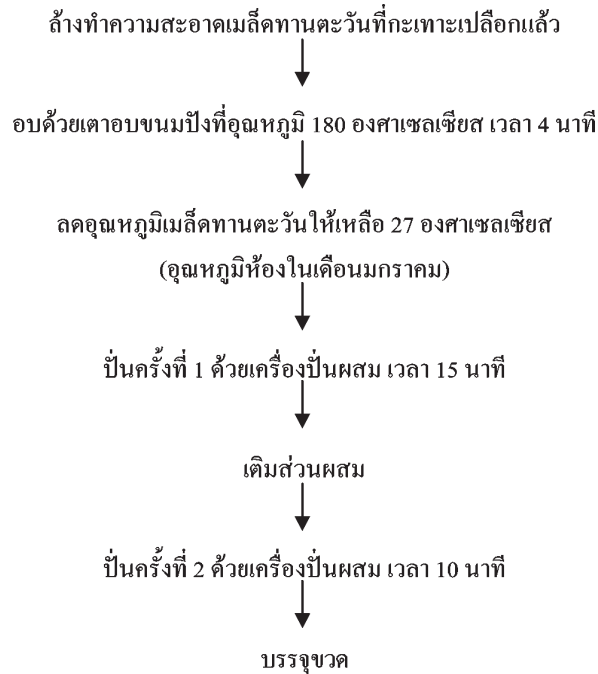 ล้างทำความสะอาดเมล็ดทานตะวันที่กะเทาะเปลือกแล้ว
อบด้วยเตาอบขนมปังที่อุณหภูมิ 180 องศาเซลเซียส เวลา 4 นาที
ลดอุณหภูมิเมล็ดทานตะวันให้เหลือ 27 องศาเซลเซียส
(อุณหภูมิห้องในเดือนมกราคม)
ปั่นครั้งที่ 1 ด้วยเครื่องปั่นผสม เวลา 15 นาที
เติมส่วนผสม
ปั่นครั้งที่ 2 ด้วยเครื่องปั่นผสม เวลา 10 นาที
บรรจุขวด